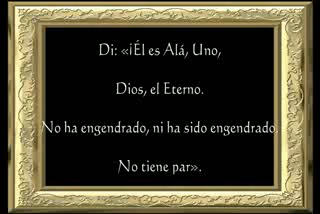 Di: «¡Él es Alá, Uno,
Dios, el Eterno.
No ha engendrado, ni ha sido engendrado.
No tiene par».